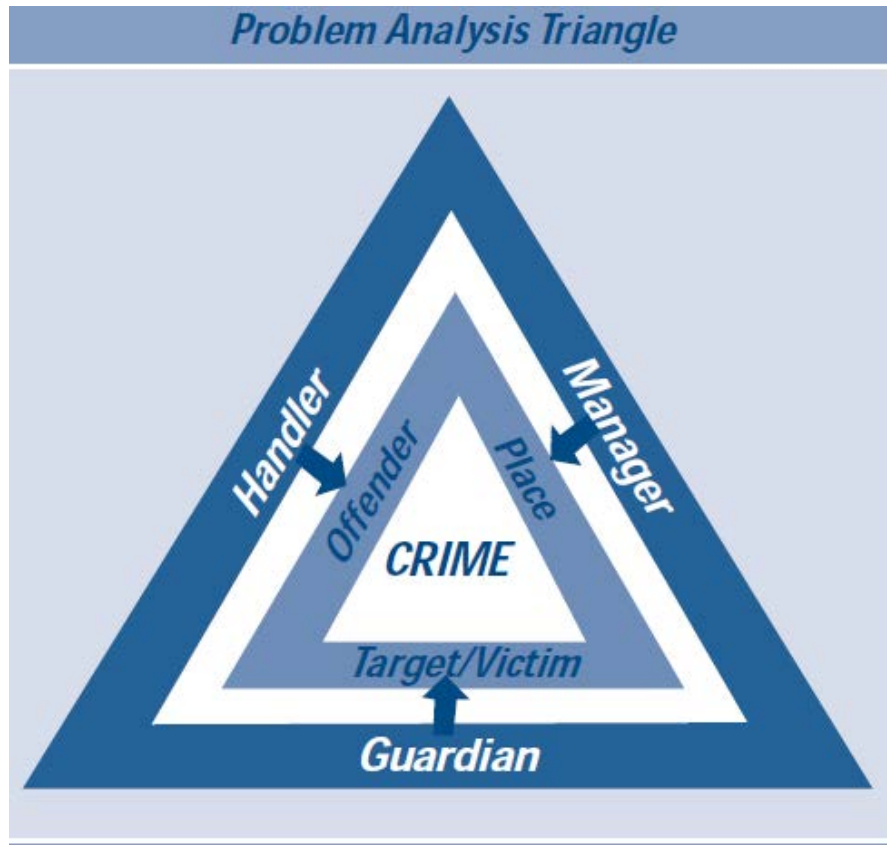 Problem Analysis Triangle
Handler
Manager
Offender
Place
CRIME
Target/Victim
Guardian